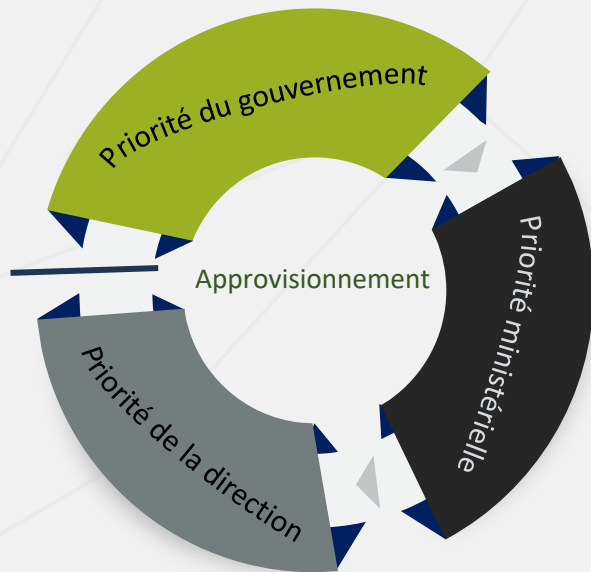 Priorité du gouvernement
Approvisionnement
Priorité ministérielle
Priorité de la direction